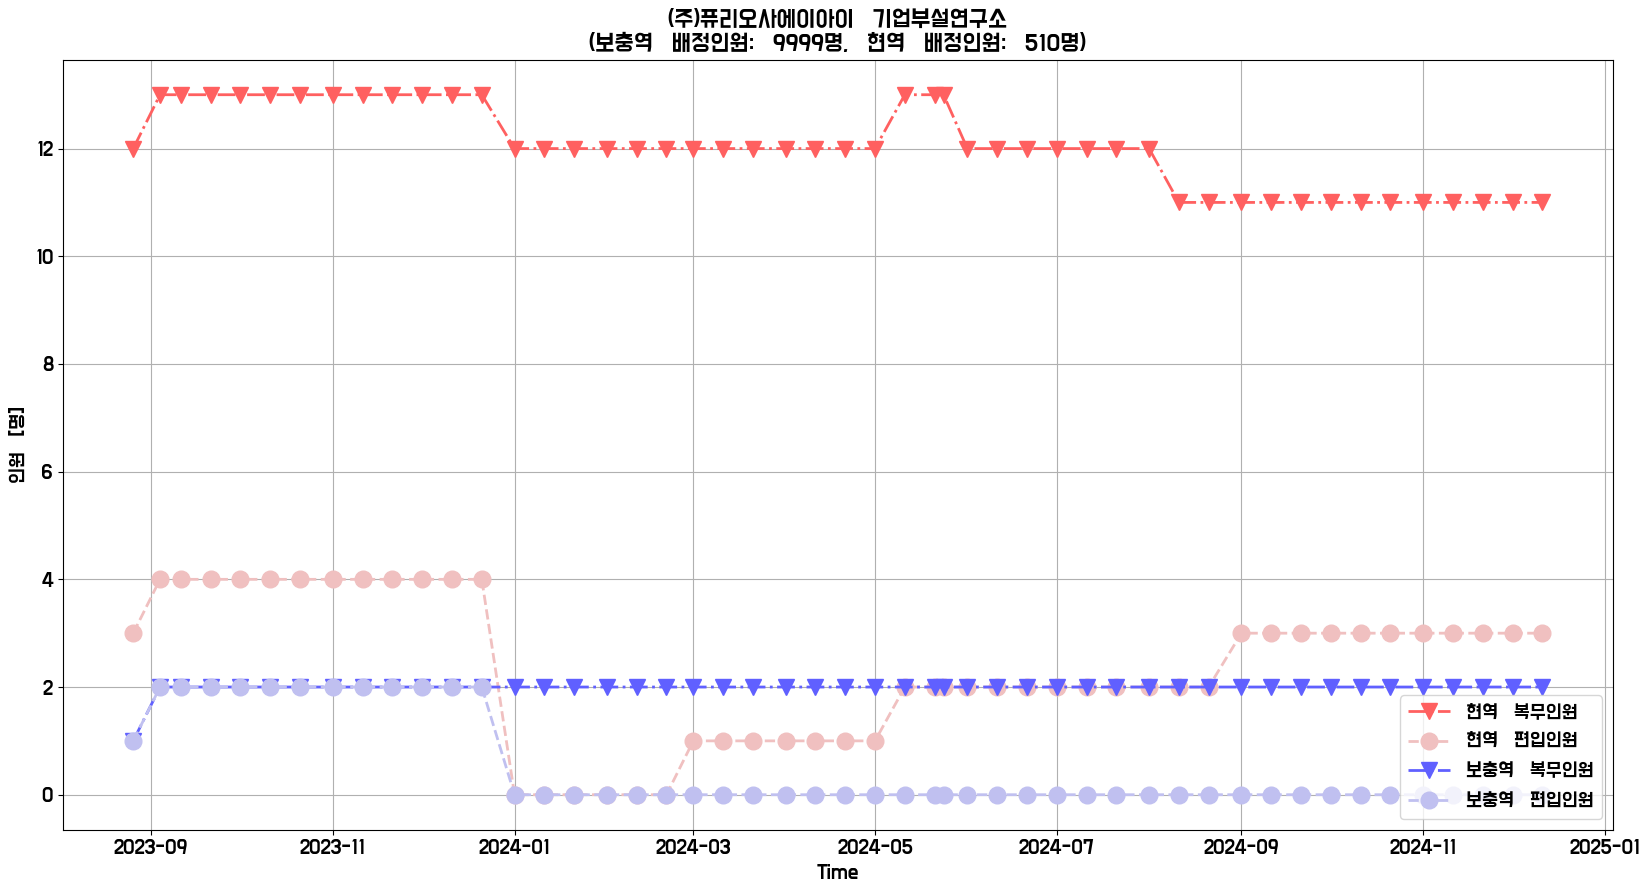 (주)퓨리오사에이아이 기업부설연구소
(보충역 배정인원: 9999명, 현역 배정인원: 510명)
인원 [명]
12
10
8
6
4
2
0
현역 복무인원
현역 편입인원
보충역 복무인원
보충역 편입인원
2023-09 2023-11 2024-01 2024-03 2024-05 2024-07 2024-09 2024-11 2025-01
Time